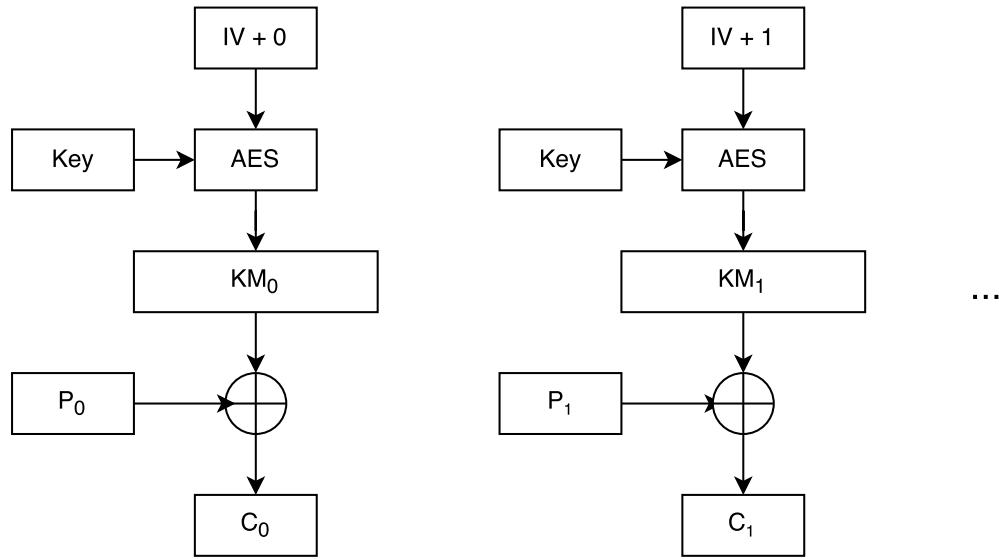 IV + 0
IV + 1
Key
AES
Key
AES
KM₀
KM₁
...
P₀
P₁
C₀
C₁